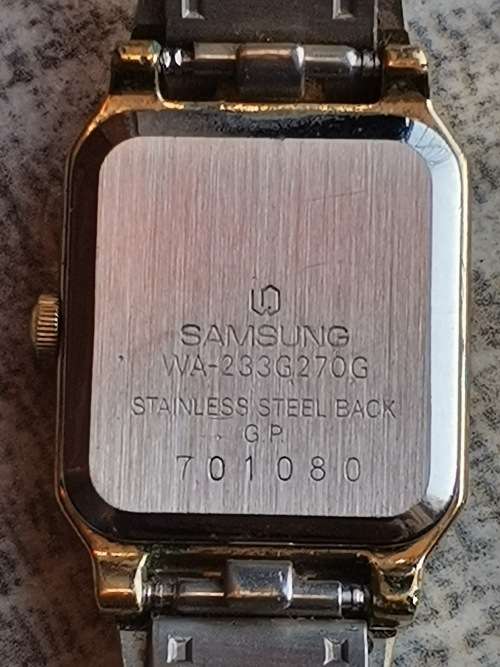 SAMSUNG
WA-233G270G
STAINLESS STEEL BACK
G.P.
701080